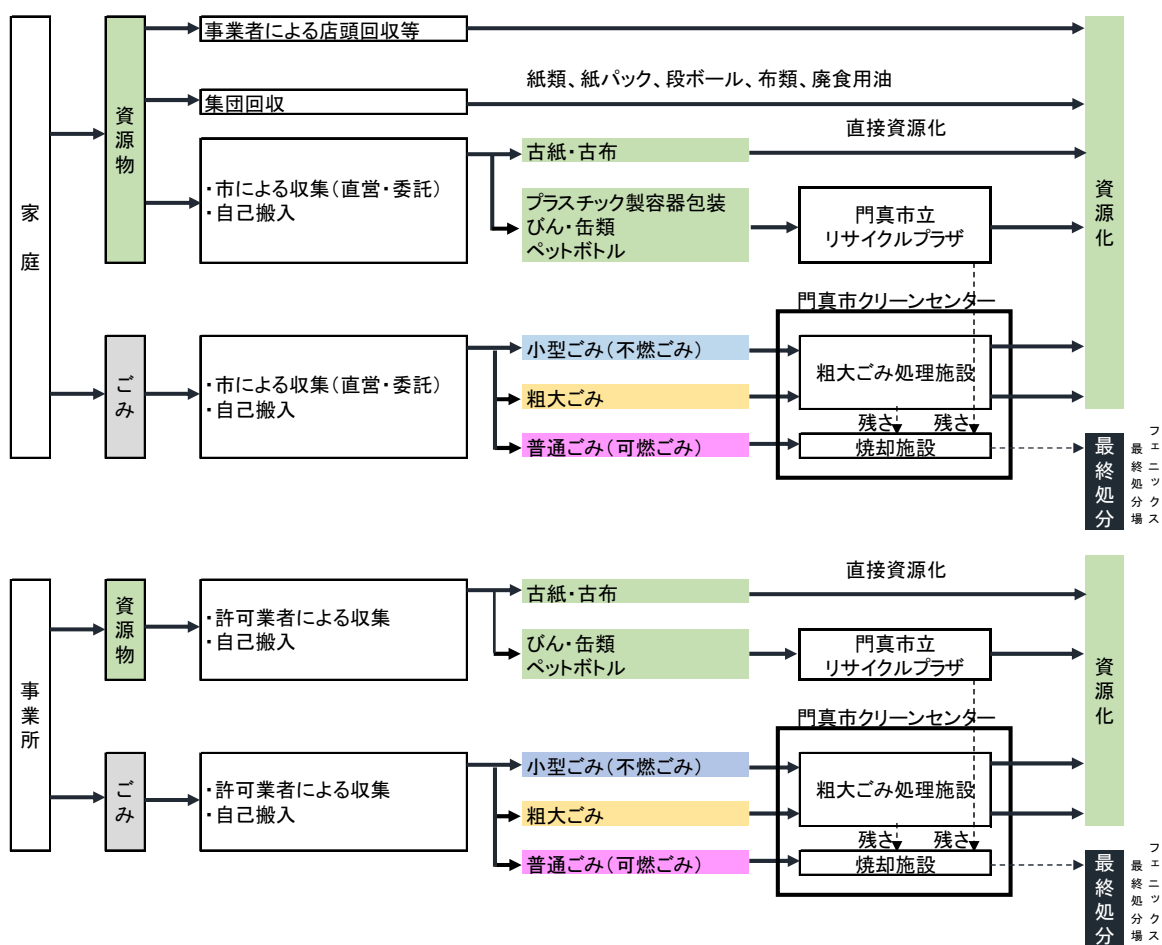 家庭
資源物
事業者による店頭回収等
集団回収
紙類、紙パック、段ボール、布類、廃食用油
・市による収集（直営・委託）
・自己搬入
古紙・古布
直接資源化
プラスチック製容器包装
びん・缶類
ペットボトル
門真市立
リサイクルプラザ
資源化
ごみ
・市による収集（直営・委託）
・自己搬入
小型ごみ（不燃ごみ）
粗大ごみ
普通ごみ（可燃ごみ）
門真市クリーンセンター
粗大ごみ処理施設
残さ
残さ
焼却施設
最終処分
フェニックス
最終処分場
事業所
資源物
・許可業者による収集
・自己搬入
古紙・古布
直接資源化
びん・缶類
ペットボトル
門真市立
リサイクルプラザ
資源化
ごみ
・許可業者による収集
・自己搬入
小型ごみ（不燃ごみ）
粗大ごみ
普通ごみ（可燃ごみ）
門真市クリーンセンター
粗大ごみ処理施設
残さ
残さ
焼却施設
最終処分
フェニックス
最終処分場